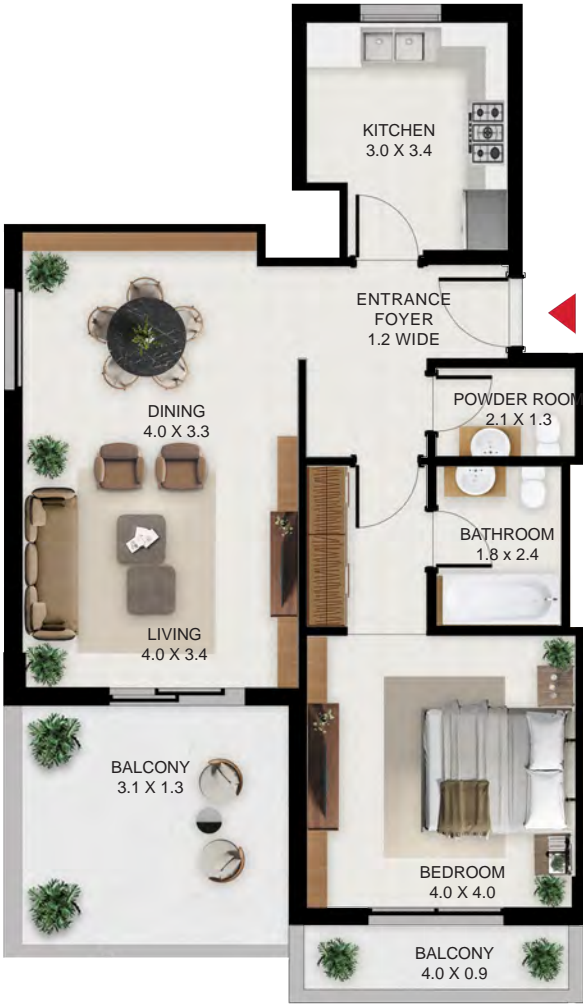 KITCHEN
3.0 X 3.4
ENTRANCE
FOYER
1.2 WIDE
POWDER ROOM
2.1 X 1.3
DINING
4.0 X 3.3
BATHROOM
1.8 x 2.4
LIVING
4.0 X 3.4
BALCONY
3.1 X 1.3
BEDROOM
4.0 X 4.0
BALCONY
4.0 X 0.9